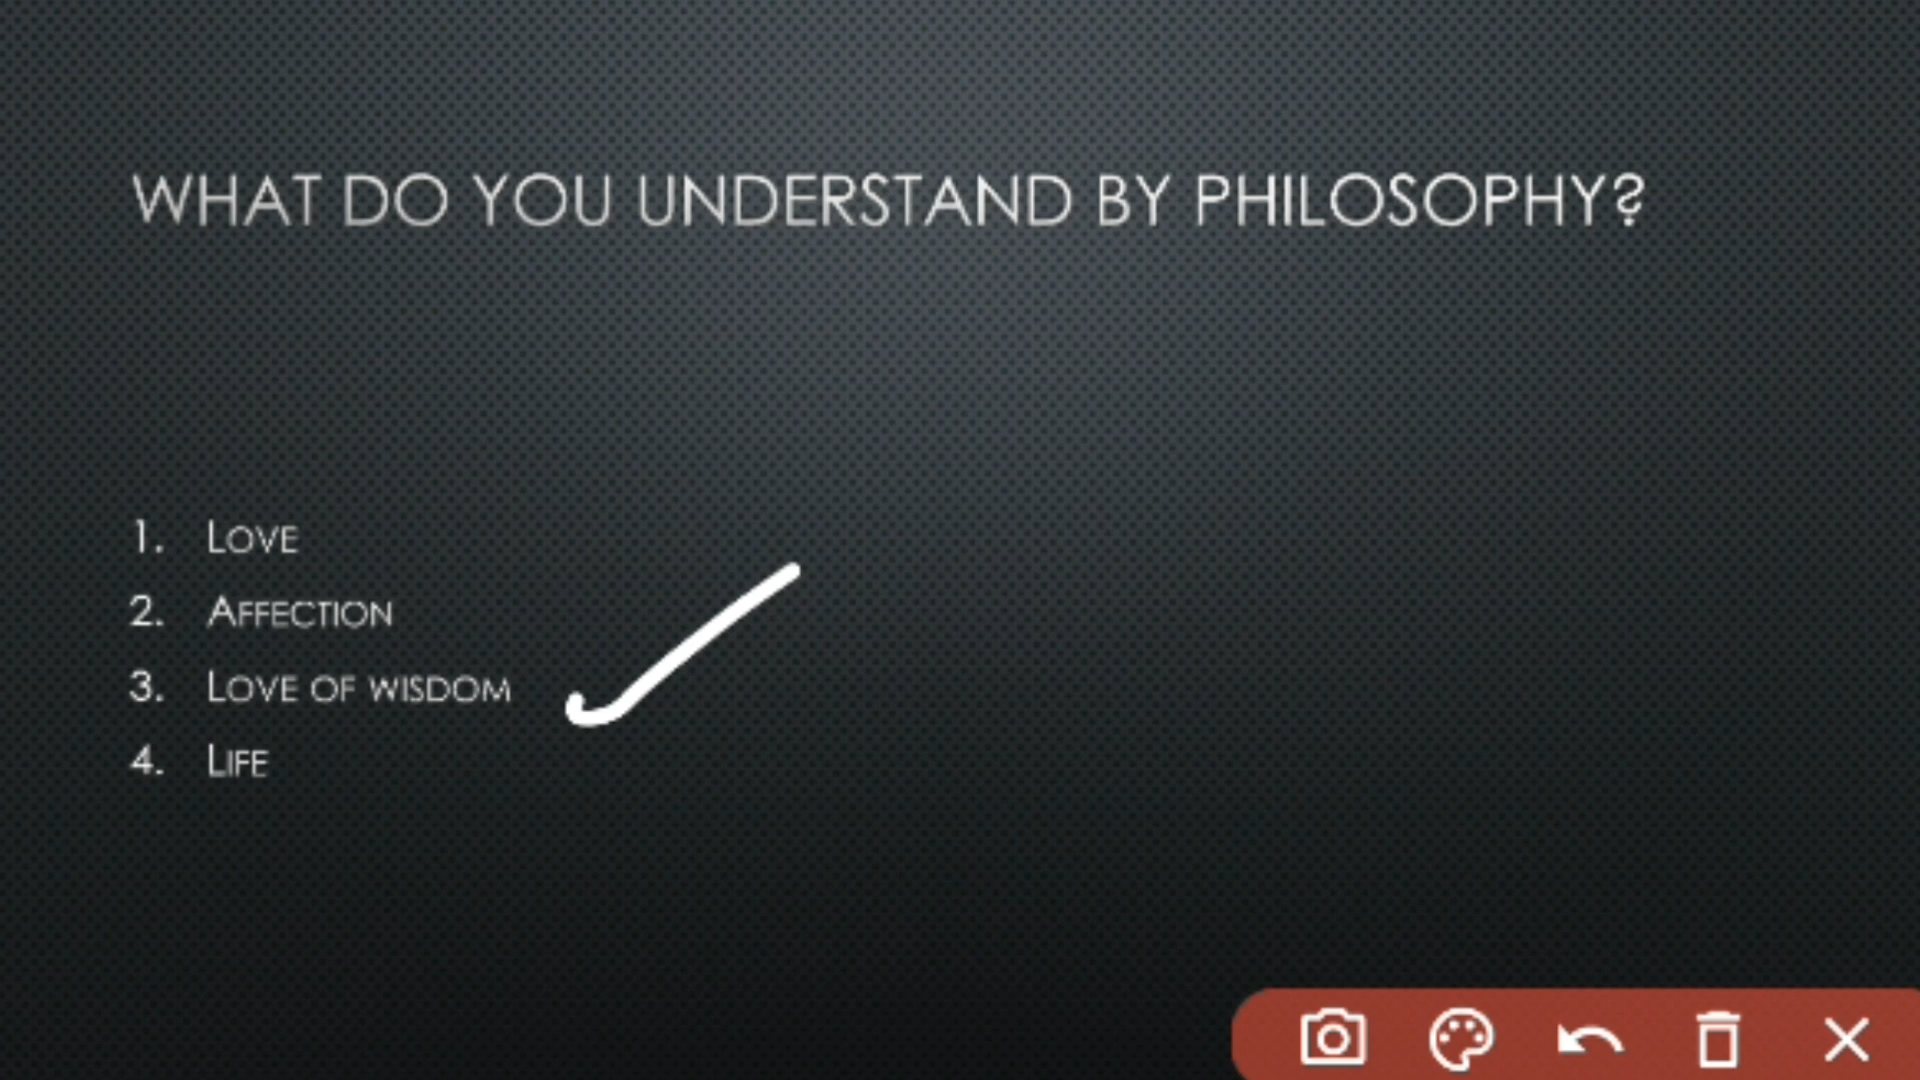 WHAT DO YOU UNDERSTAND BY PHILOSOPHY?
1. LOVE
2. AFFECTION
3. LOVE OF WISDOM
4. LIFE